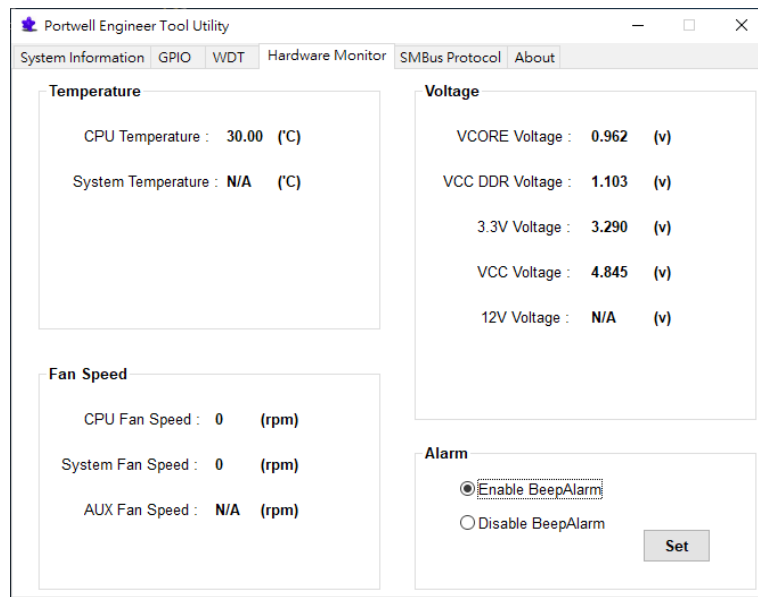 Portwell Engineer Tool Utility
System Information GPIO WDT Hardware Monitor SMBus Protocol About
Temperature
CPU Temperature : 30.00 (℃)
System Temperature : N/A (℃)
Fan Speed
CPU Fan Speed : 0 (rpm)
System Fan Speed : 0 (rpm)
AUX Fan Speed : N/A (rpm)
Voltage
VCORE Voltage : 0.962 (v)
VCC DDR Voltage : 1.103 (v)
3.3V Voltage : 3.290 (v)
VCC Voltage : 4.845 (v)
12V Voltage : N/A (v)
Alarm
Enable BeepAlarm
Disable BeepAlarm
Set